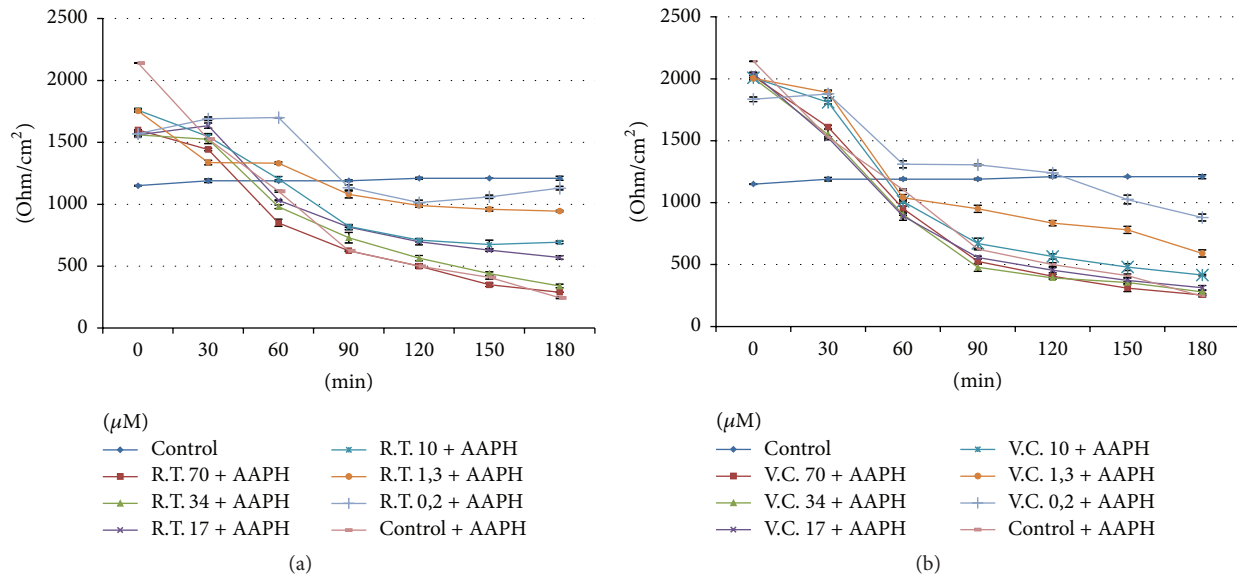 2500
2000
1500
1000
500
0
(Ohm/cm²)
0 30 60 90 120 150 180
(min)
(μM)
Control
R.T. 70 + AAPH
R.T. 34 + AAPH
R.T. 17 + AAPH
R.T. 10 + AAPH
R.T. 1,3 + AAPH
R.T. 0,2 + AAPH
Control + AAPH
(a)
2500
2000
1500
1000
500
0
(Ohm/cm²)
0 30 60 90 120 150 180
(min)
(μM)
Control
V.C. 70 + AAPH
V.C. 34 + AAPH
V.C. 17 + AAPH
V.C. 10 + AAPH
V.C. 1,3 + AAPH
V.C. 0,2 + AAPH
Control + AAPH
(b)